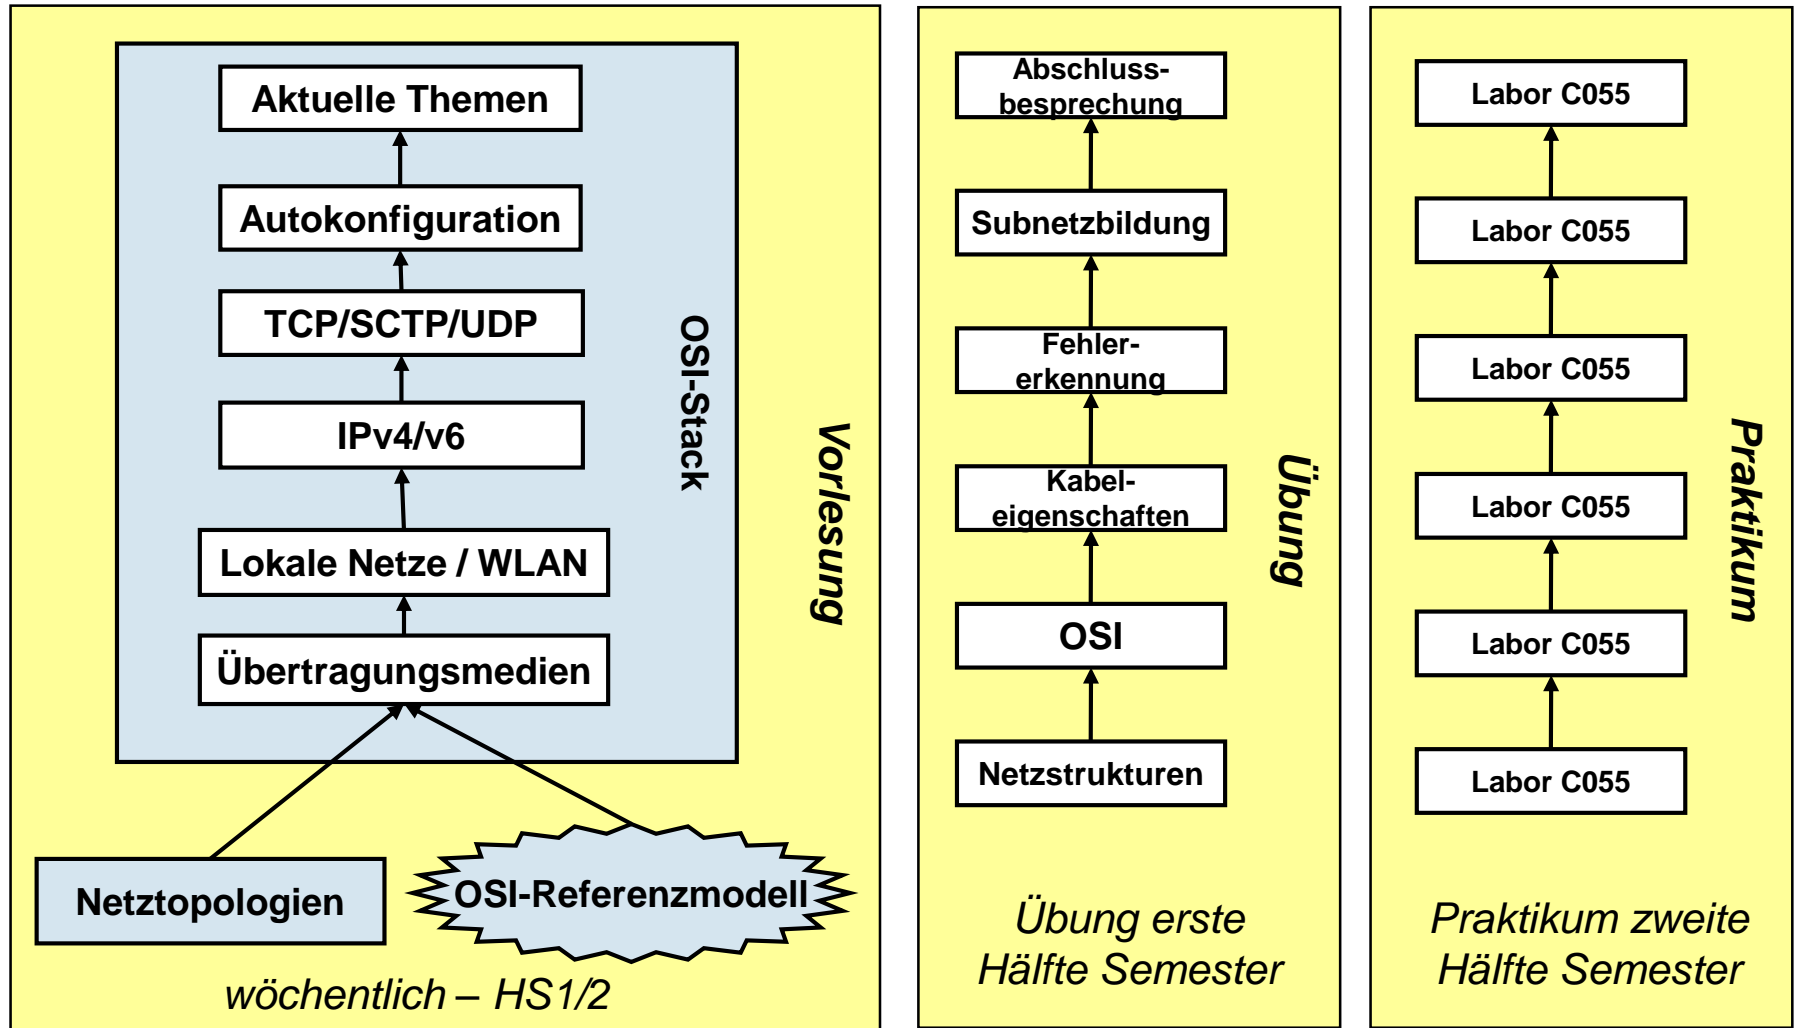 Aktuelle Themen
Autokonfiguration
TCP/SCTP/UDP
IPv4/v6
Lokale Netze / WLAN
Übertragungsmedien
OSI-Stack
Netztopologien
OSI-Referenzmodell
Vorlesung
wöchentlich – HS1/2
Abschluss-
besprechung
Subnetzbildung
Fehler-
erkennung
Kabel-
eigenschaften
OSI
Netzstrukturen
Übung
Übung erste
Hälfte Semester
Labor C055
Labor C055
Labor C055
Labor C055
Labor C055
Labor C055
Praktikum
Praktikum zweite
Hälfte Semester